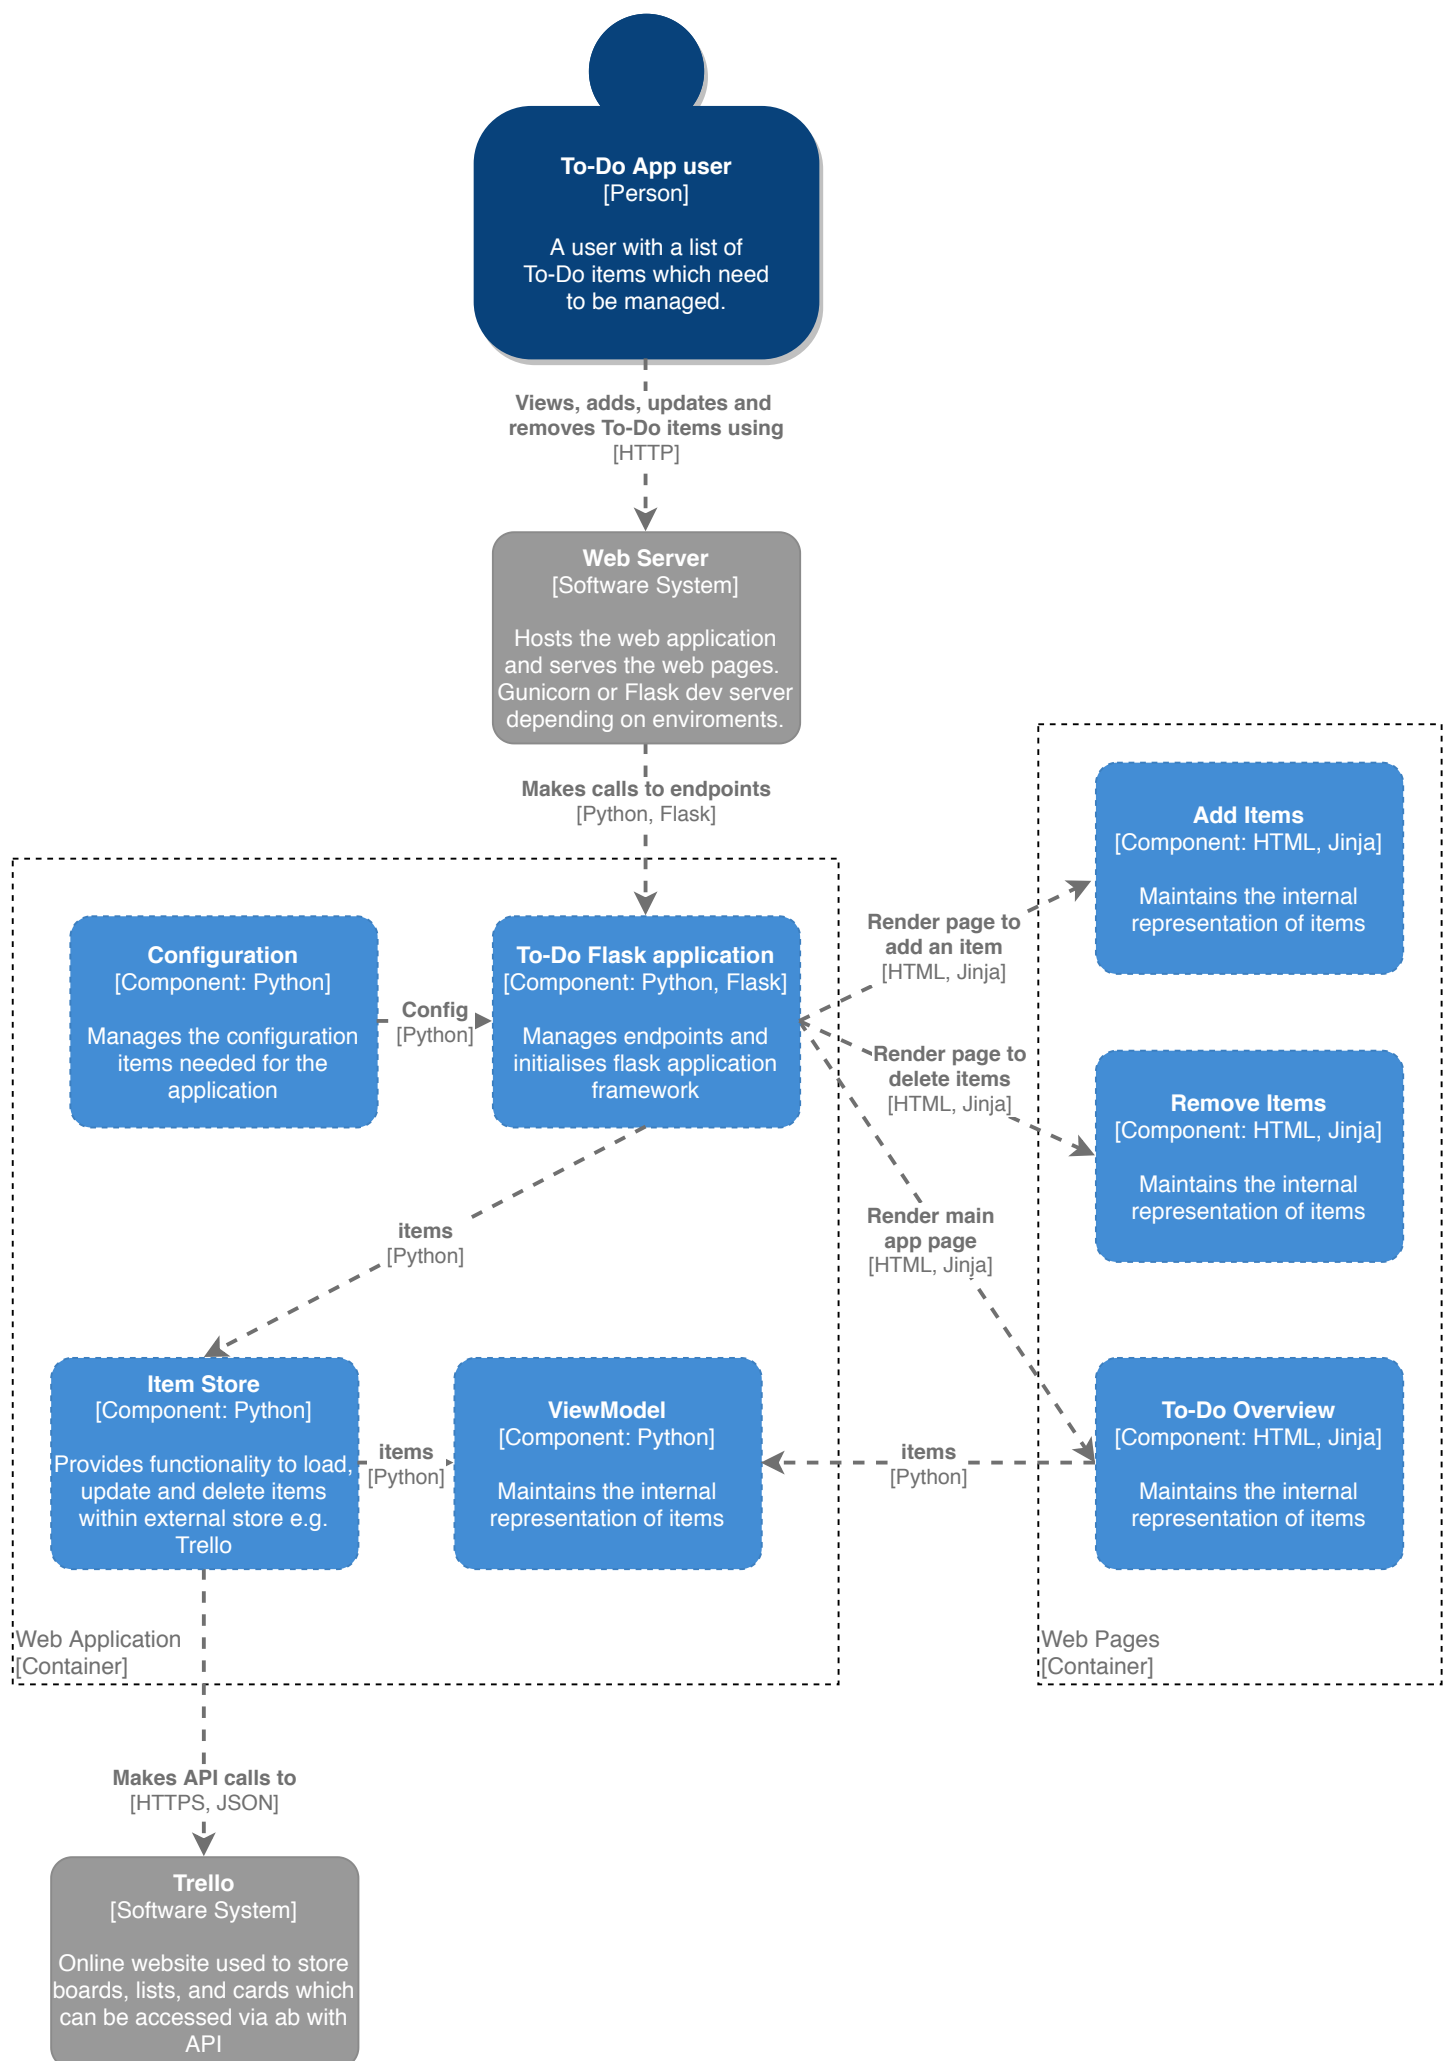 To-Do App user
[Person]
A user with a list of
To-Do items which need
to be managed.
Views, adds, updates and
removes To-Do items using
[HTTP]
Web Server
[Software System]
Hosts the web application
and serves the web pages.
Gunicorn or Flask dev server
depending on enviroments.
Makes calls to endpoints
[Python, Flask]
Configuration
[Component: Python]
Manages the configuration
items needed for the
application
Config
[Python]
To-Do Flask application
[Component: Python, Flask]
Manages endpoints and
initialises flask application
framework
Render page to
add an item
[HTML, Jinja]
Add Items
[Component: HTML, Jinja]
Maintains the internal
representation of items
Render page to
delete items
[HTML, Jinja]
Remove Items
[Component: HTML, Jinja]
Maintains the internal
representation of items
items
[Python]
Render main
app page
[HTML, Jinja]
Item Store
[Component: Python]
Provides functionality to load,
update and delete items
within external store e.g.
Trello
items
[Python]
ViewModel
[Component: Python]
Maintains the internal
representation of items
items
[Python]
To-Do Overview
[Component: HTML, Jinja]
Maintains the internal
representation of items
Web Application
[Container]
Web Pages
[Container]
Makes API calls to
[HTTPS, JSON]
Trello
[Software System]
Online website used to store
boards, lists, and cards which
can be accessed via ab with
API